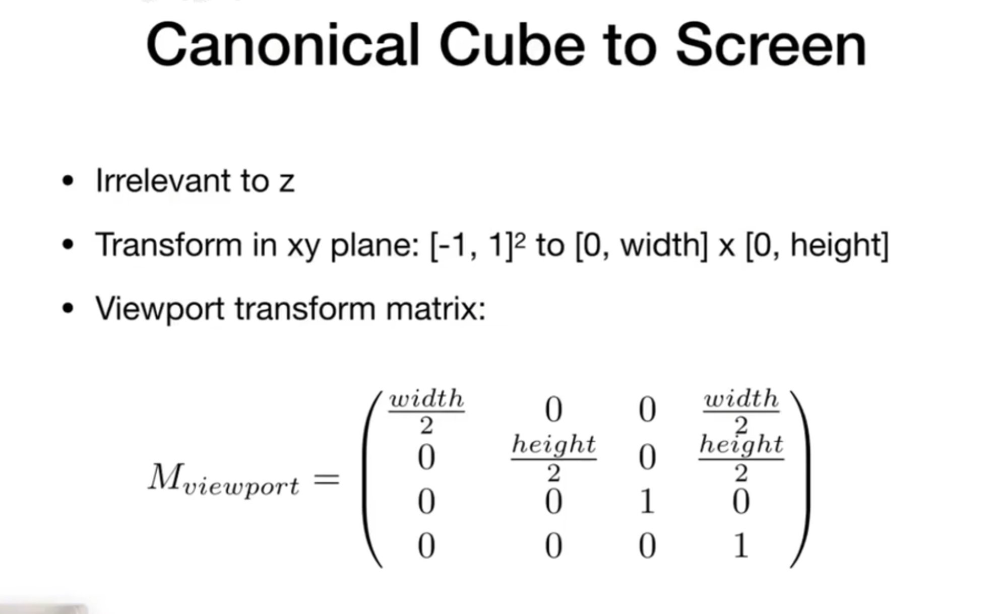 Canonical Cube to Screen
• Irrelevant to z
• Transform in xy plane: [-1, 1]² to [0, width] x [0, height]
• Viewport transform matrix:
M_{viewport} = \begin{pmatrix} \frac{width}{2} & 0 & 0 & \frac{width}{2} \\ 0 & \frac{height}{2} & 0 & \frac{height}{2} \\ 0 & 0 & 1 & 0 \\ 0 & 0 & 0 & 1 \end{pmatrix}